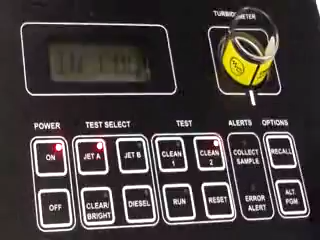 TURBIDIMETER
POWER TEST SELECT TEST ALERTS OPTIONS
ON JET A JET B CLEAN 1 CLEAN 2 COLLECT SAMPLE RECALL
OFF CLEAR/ BRIGHT DIESEL RUN RESET ERROR ALERT ALT. PGM